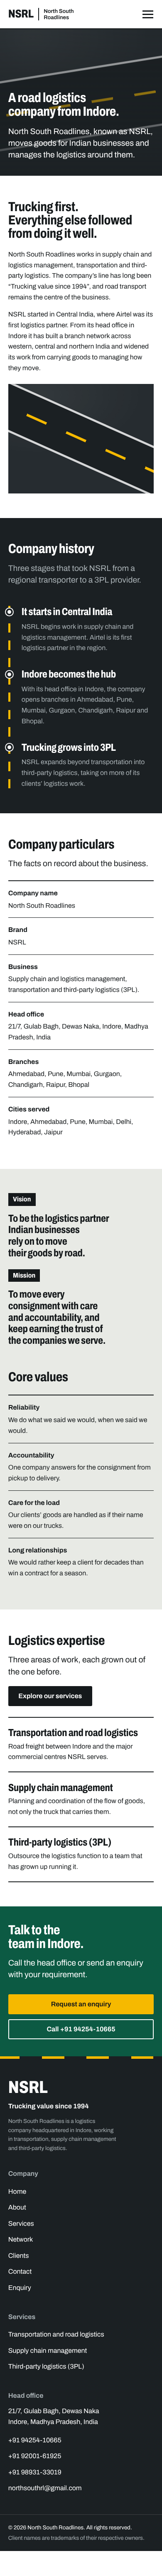 NSRL
North South
Roadlines
A road logistics
company from Indore.
North South Roadlines, known as NSRL,
moves goods for Indian businesses and
manages the logistics around them.
Trucking first.
Everything else followed
from doing it well.
North South Roadlines works in supply chain and
logistics management, transportation and third-
party logistics. The company's line has long been
“Trucking value since 1994”, and road transport
remains the core of the business.
NSRL started in Central India, where Airtel was its
first logistics partner. From its head office in
Indore it has built a branch network across
western, central and northern India and widened
its work from carrying goods to managing how
they move.
Company history
Three stages that took NSRL from a
regional transporter to a 3PL provider.
It starts in Central India
NSRL begins work in supply chain and
logistics management. Airtel is its first
logistics partner in the region.
Indore becomes the hub
With its head office in Indore, the company
opens branches in Ahmedabad, Pune,
Mumbai, Gurgaon, Chandigarh, Raipur and
Bhopal.
Trucking grows into 3PL
NSRL expands beyond transportation into
third-party logistics, taking on more of its
clients' logistics work.
Company particulars
The facts on record about the business.
Company name
North South Roadlines
Brand
NSRL
Business
Supply chain and logistics management,
transportation and third-party logistics (3PL).
Head office
21/7, Gulab Bagh, Dewas Naka, Indore, Madhya
Pradesh, India
Branches
Ahmedabad, Pune, Mumbai, Gurgaon,
Chandigarh, Raipur, Bhopal
Cities served
Indore, Ahmedabad, Pune, Mumbai, Delhi,
Hyderabad, Jaipur
Vision
To be the logistics partner
Indian businesses
rely on to move
their goods by road.
Mission
To move every
consignment with care
and accountability, and
keep earning the trust of
the companies we serve.
Core values
Reliability
We do what we said we would, when we said we
would.
Accountability
One company answers for the consignment from
pickup to delivery.
Care for the load
Our clients' goods are handled as if their name
were on our trucks.
Long relationships
We would rather keep a client for decades than
win a contract for a season.
Logistics expertise
Three areas of work, each grown out of
the one before.
Explore our services
Transportation and road logistics
Road freight between Indore and the major
commercial centres NSRL serves.
Supply chain management
Planning and coordination of the flow of goods,
not only the truck that carries them.
Third-party logistics (3PL)
Outsource the logistics function to a team that
has grown up running it.
Talk to the
team in Indore.
Call the head office or send an enquiry
with your requirement.
Request an enquiry
Call +91 94254-10665
NSRL
Trucking value since 1994
North South Roadlines is a logistics
company headquartered in Indore, working
in transportation, supply chain management
and third-party logistics.
Company
Home
About
Services
Network
Clients
Contact
Enquiry
Services
Transportation and road logistics
Supply chain management
Third-party logistics (3PL)
Head office
21/7, Gulab Bagh, Dewas Naka
Indore, Madhya Pradesh, India
+91 94254-10665
+91 92001-61925
+91 98931-33019
northsouthrl@gmail.com
© 2026 North South Roadlines. All rights reserved.
Client names are trademarks of their respective owners.